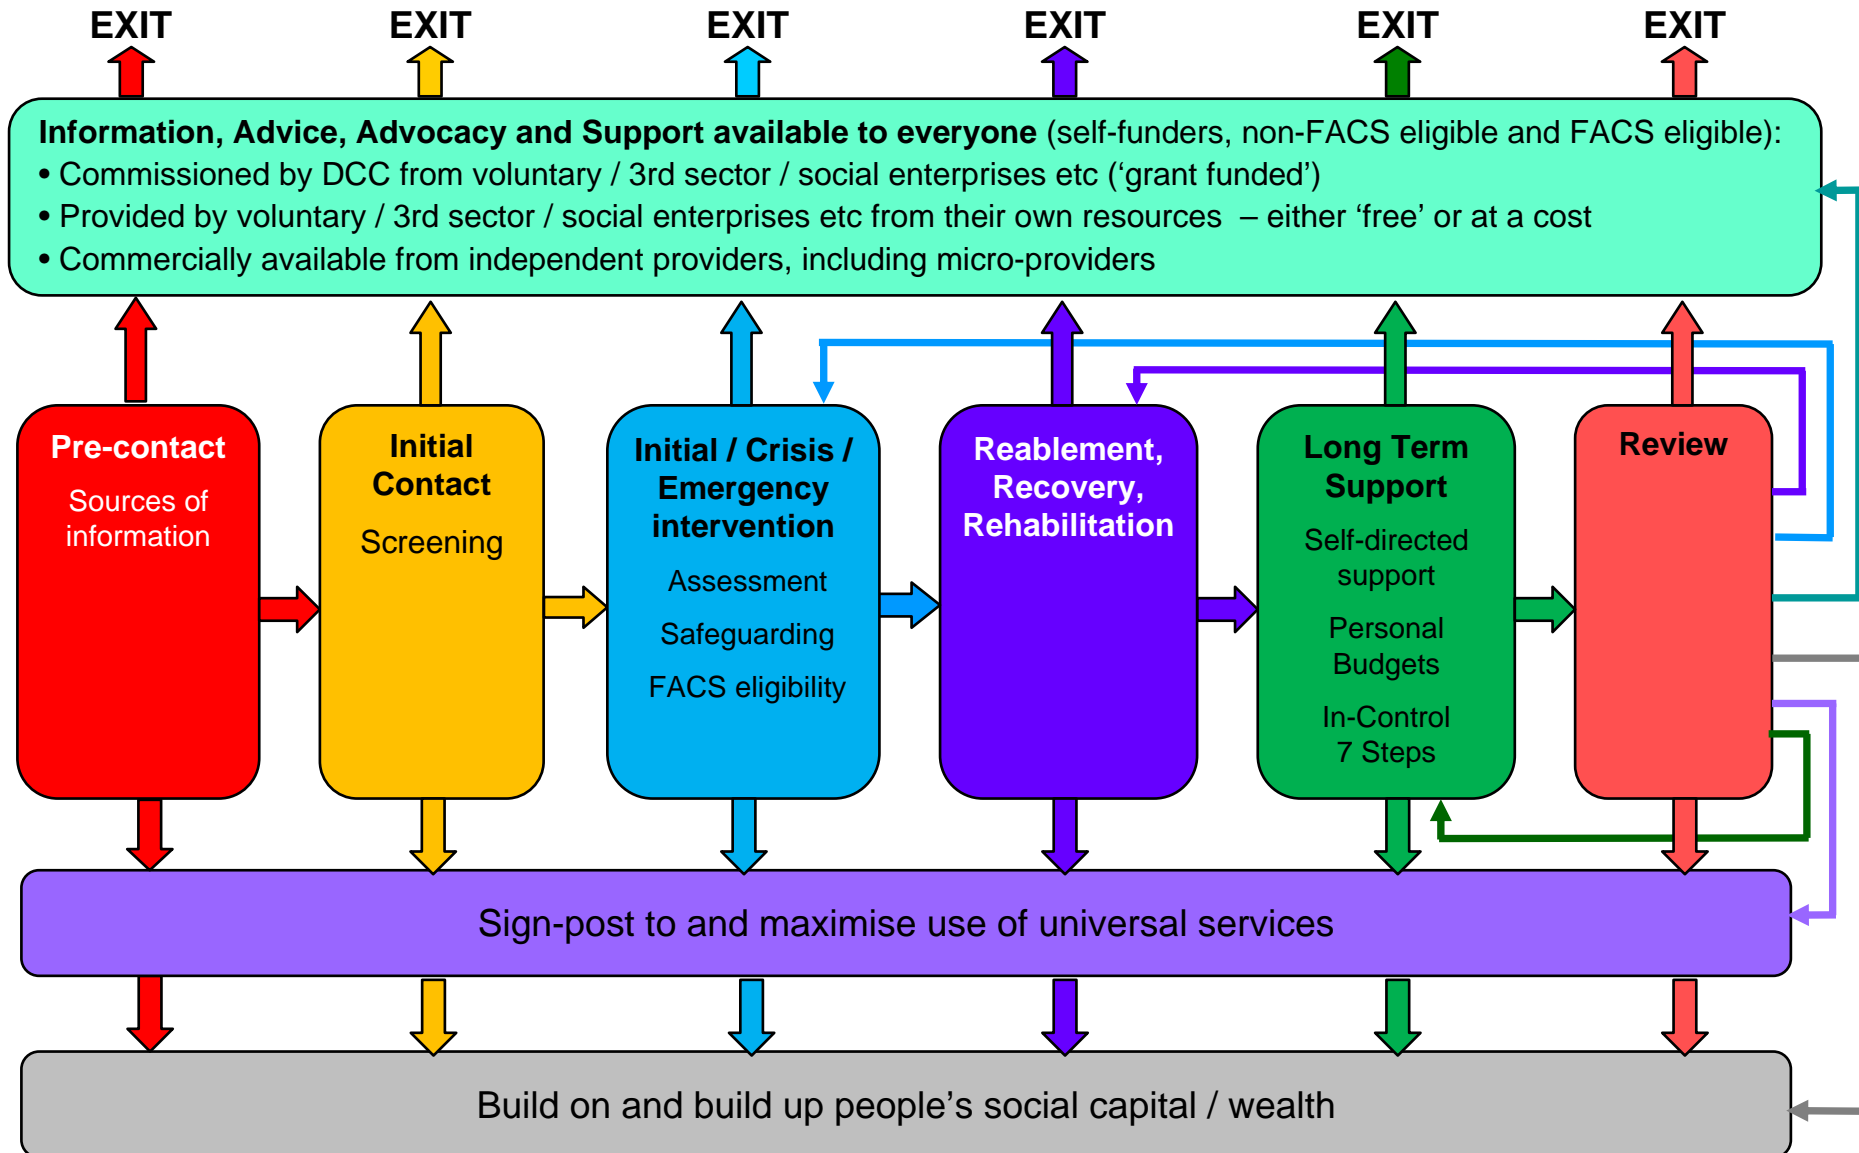 EXIT EXIT EXIT EXIT EXIT EXIT
Information, Advice, Advocacy and Support available to everyone (self-funders, non-FACS eligible and FACS eligible):
• Commissioned by DCC from voluntary / 3rd sector / social enterprises etc (‘grant funded’)
• Provided by voluntary / 3rd sector / social enterprises etc from their own resources – either ‘free’ or at a cost
• Commercially available from independent providers, including micro-providers
Pre-contact
Sources of
information
Initial
Contact
Screening
Initial / Crisis /
Emergency
intervention
Assessment
Safeguarding
FACS eligibility
Reablement,
Recovery,
Rehabilitation
Long Term
Support
Self-directed
support
Personal
Budgets
In-Control
7 Steps
Review
Sign-post to and maximise use of universal services
Build on and build up people’s social capital / wealth